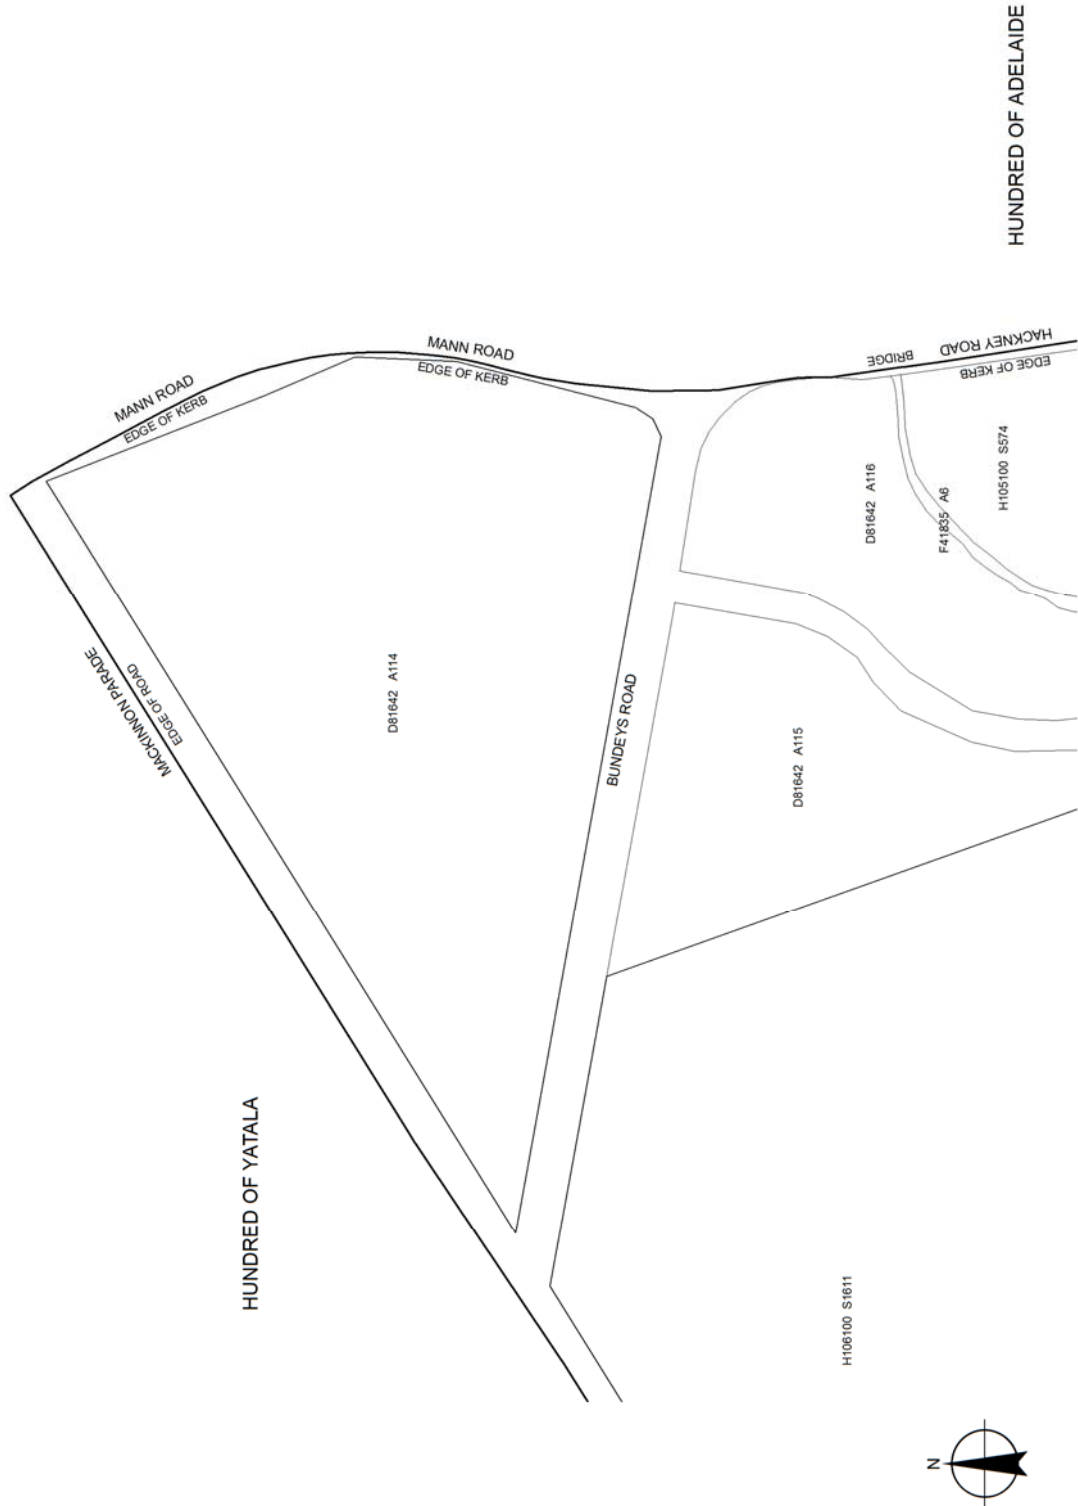 MACKINNON PARADE
EDGE OF ROAD
MANN ROAD
EDGE OF KERB
HUNDRED OF YATALA
D81642 A114
MANN ROAD
EDGE OF KERB
BUNDEYS ROAD
D81642 A115
H106100 S1611
D81642 A116
BRIDGE
N
F41835 A6
HACKNEY ROAD
EDGE OF KERB
H105100 S574
HUNDRED OF ADELAIDE